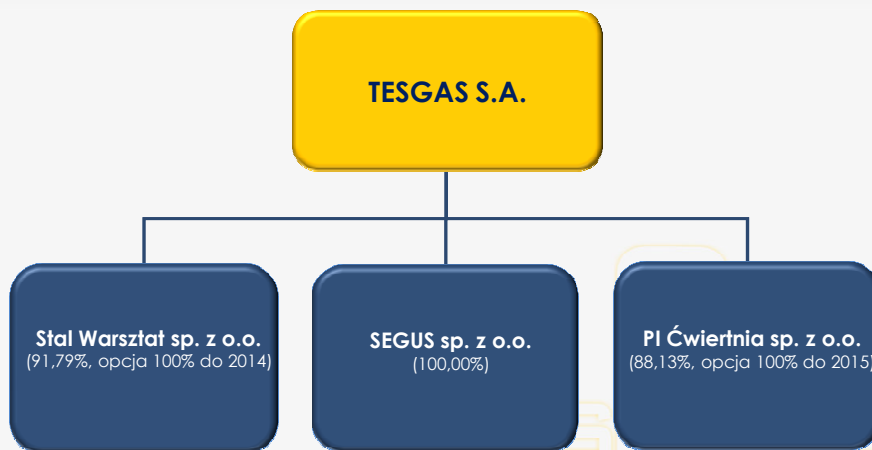 TESGAS S.A.
Stal Warsztat sp. z o.o.
(91,79%, opcja 100% do 2014)
SEGUS sp. z o.o.
(100,00%)
PI Ćwiertnia sp. z o.o.
(88,13%, opcja 100% do 2015)